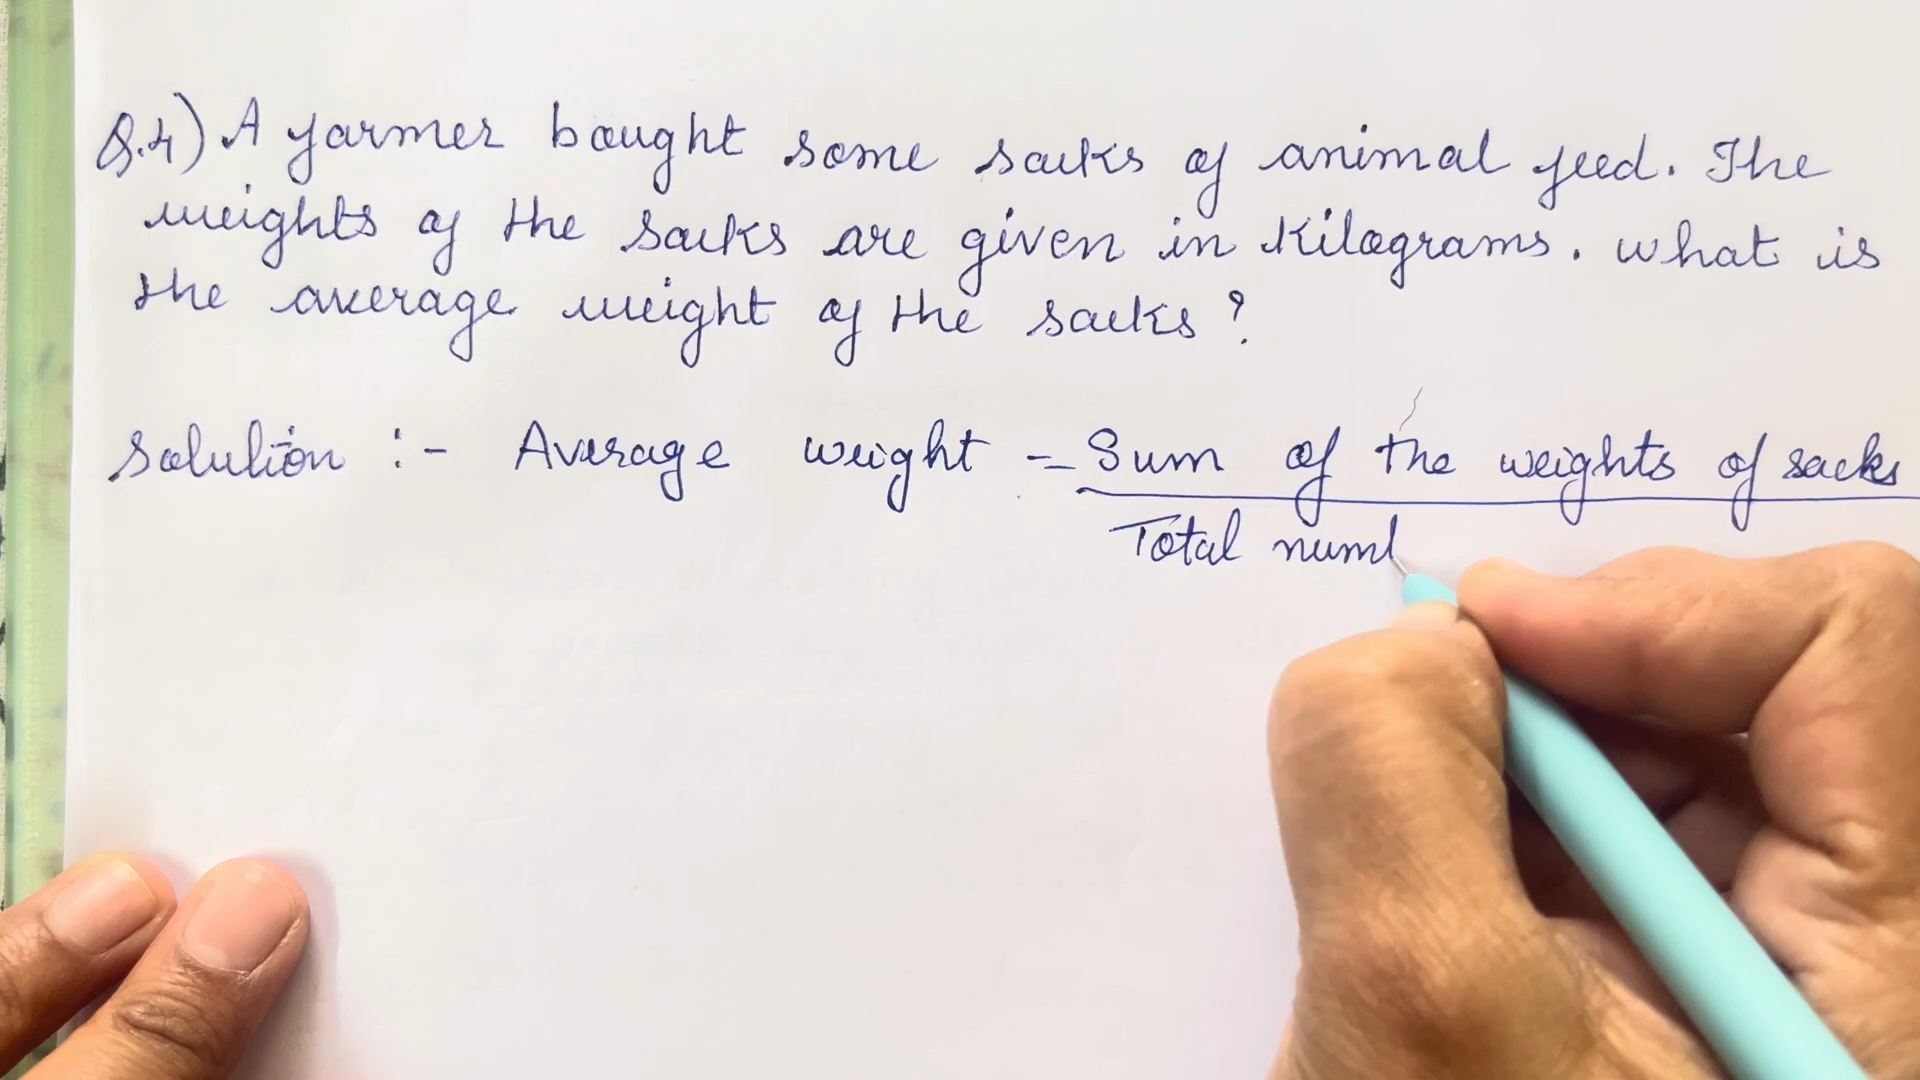 Q.4) A farmer bought some sacks of animal feed. The
weights of the sacks are given in kilograms. what is
the average weight of the sacks ?
Solution :- Average weight = Sum of the weights of sacks
Total numb